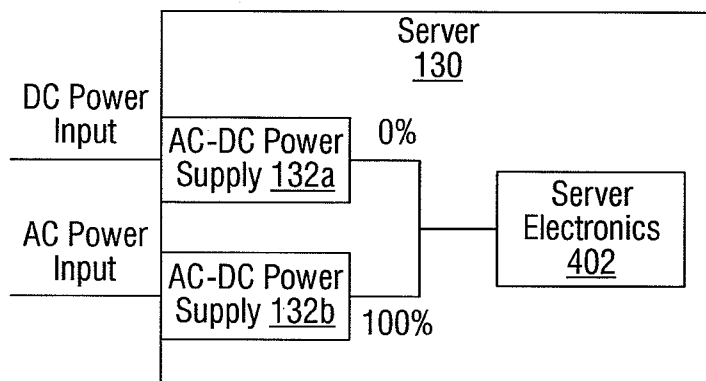 Server
130
DC Power
Input
AC-DC Power
Supply 132a
0%
AC Power
Input
AC-DC Power
Supply 132b
100%
Server
Electronics
402